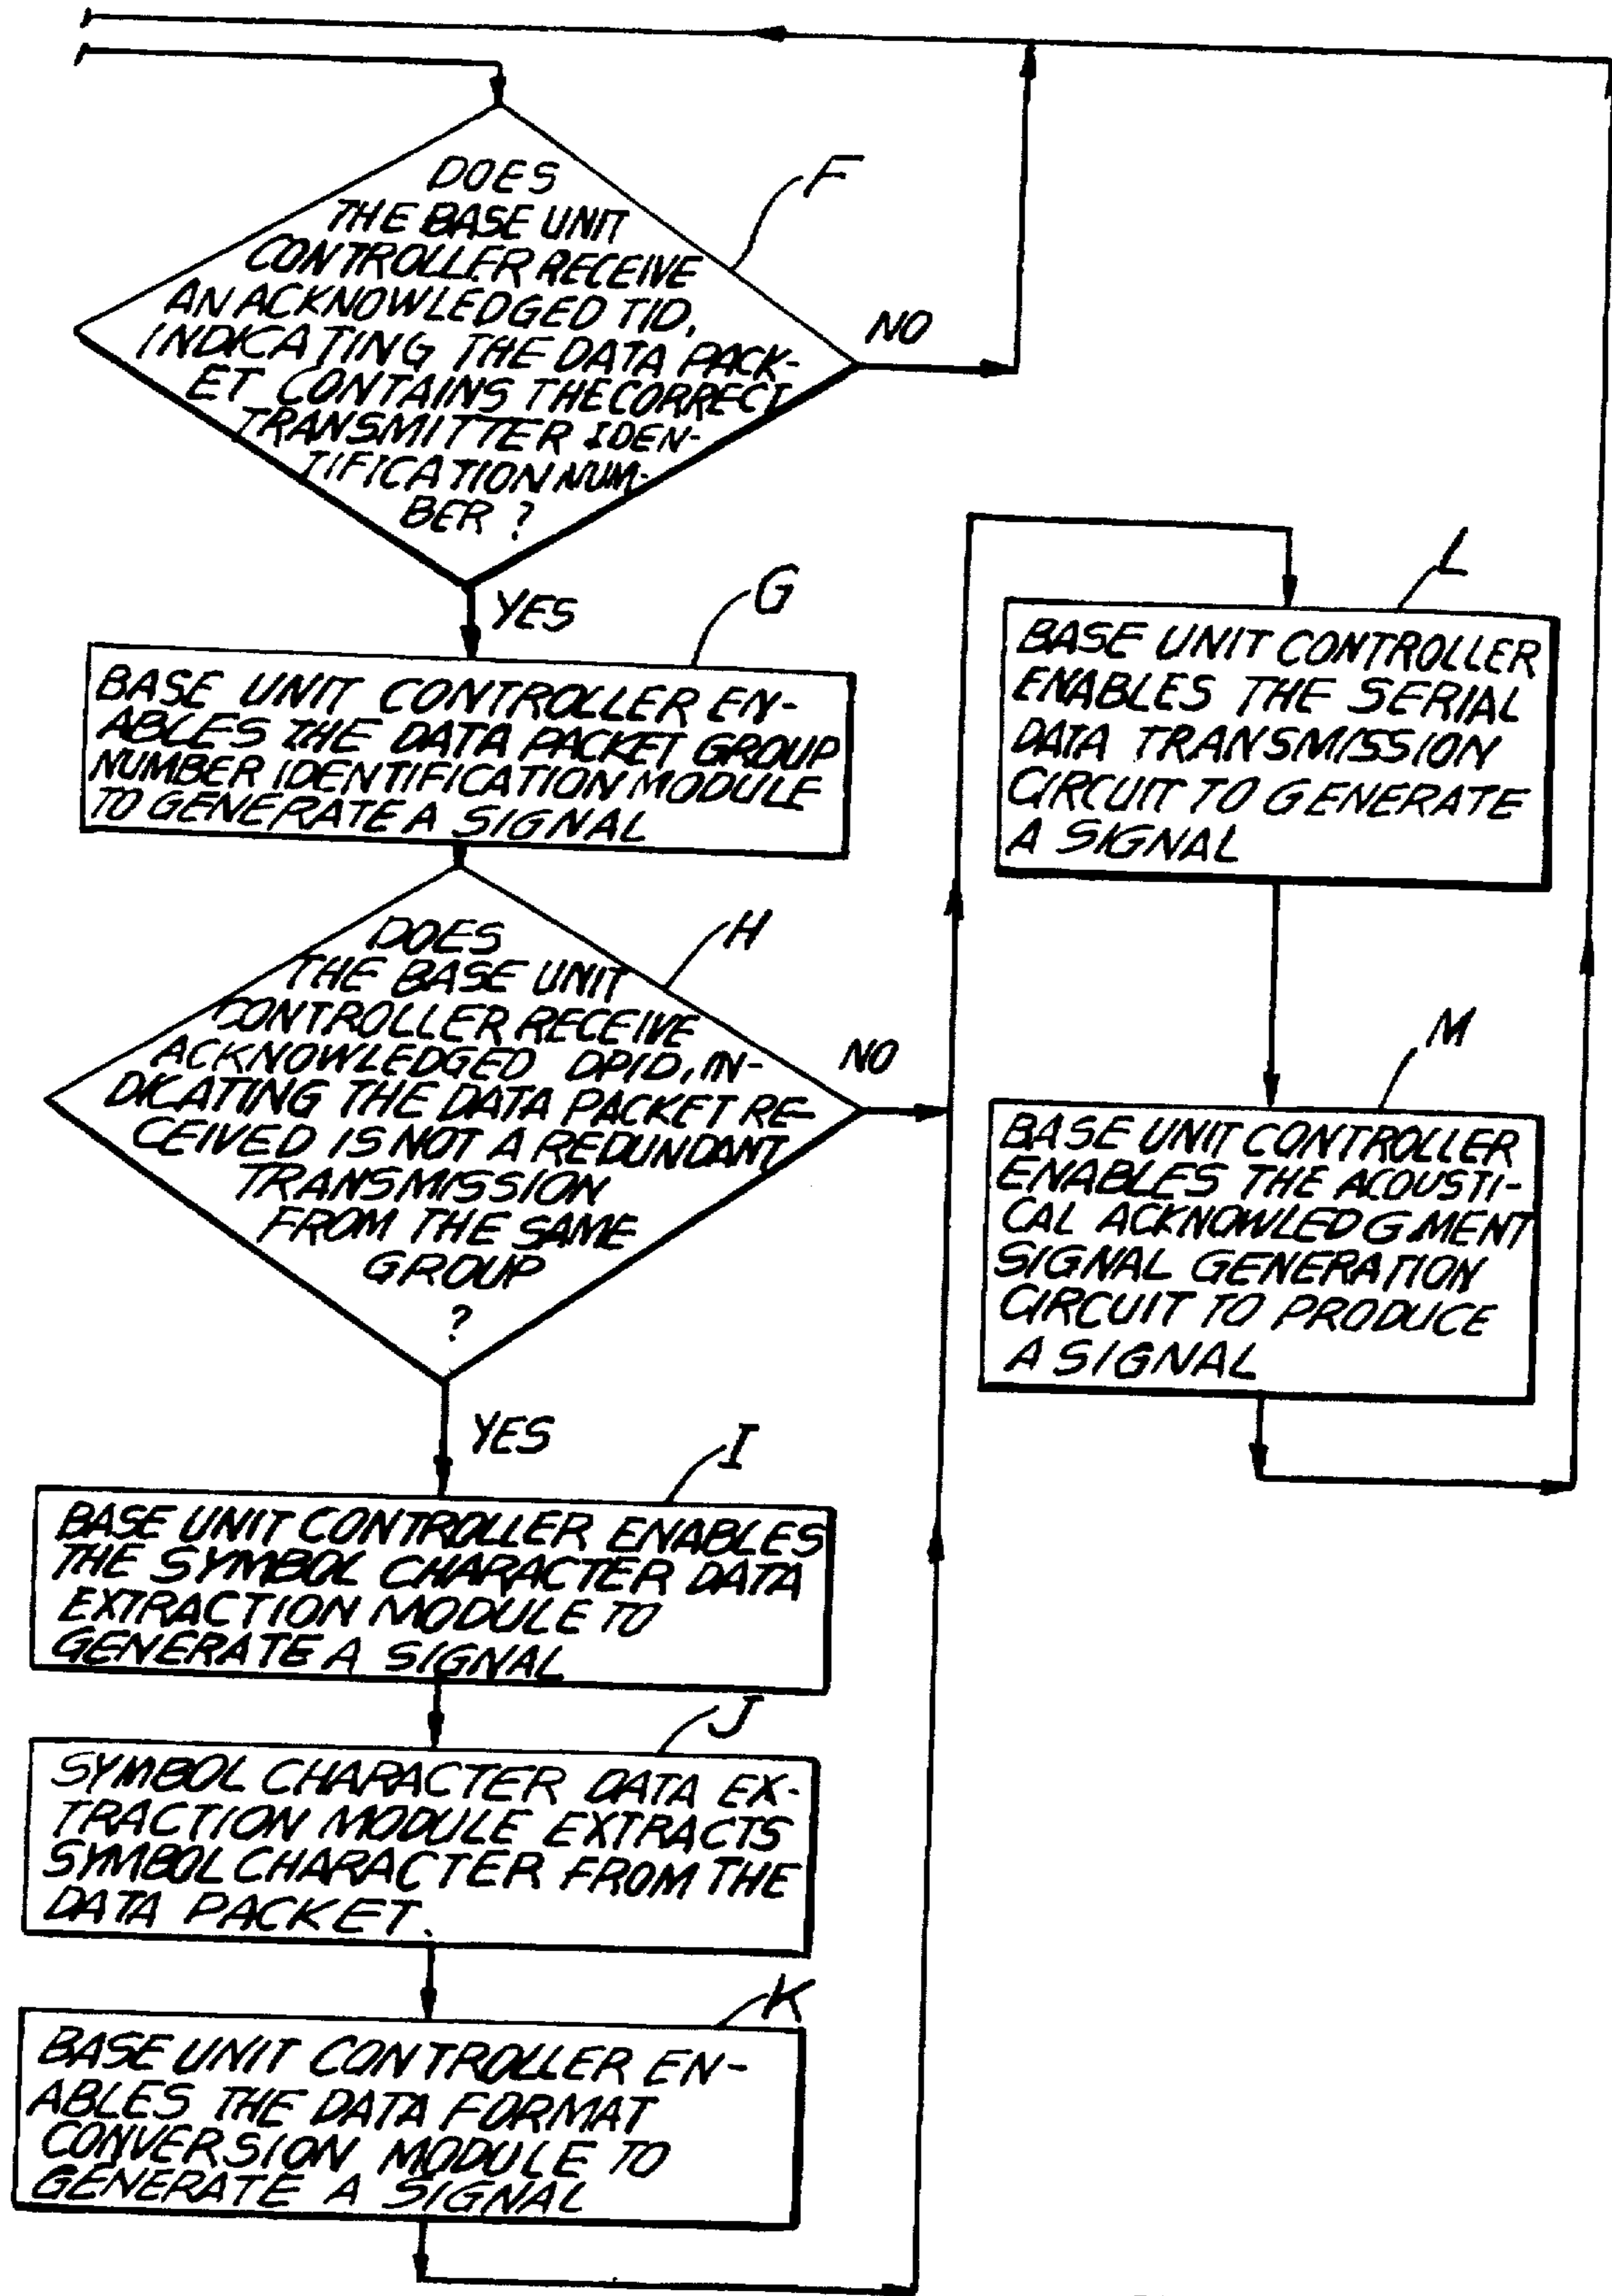 F
DOES
THE BASE UNIT
CONTROLLER RECEIVE
AN ACKNOWLEDGED TID,
INDICATING THE DATA PACK-
ET CONTAINS THE CORRECT
TRANSMITTER IDEN-
TIFICATION NUM-
BER ?
NO
YES
G
BASE UNIT CONTROLLER EN-
ABLES THE DATA PACKET GROUP
NUMBER IDENTIFICATION MODULE
TO GENERATE A SIGNAL
H
DOES
THE BASE UNIT
CONTROLLER RECEIVE
ACKNOWLEDGED DPID, IN-
DICATING THE DATA PACKET RE-
CEIVED IS NOT A REDUNDANT
TRANSMISSION
FROM THE SAME
GROUP
?
NO
YES
I
BASE UNIT CONTROLLER ENABLES
THE SYMBOL CHARACTER DATA
EXTRACTION MODULE TO
GENERATE A SIGNAL
J
SYMBOL CHARACTER DATA EX-
TRACTION MODULE EXTRACTS
SYMBOL CHARACTER FROM THE
DATA PACKET.
K
BASE UNIT CONTROLLER EN-
ABLES THE DATA FORMAT
CONVERSION MODULE TO
GENERATE A SIGNAL
L
BASE UNIT CONTROLLER
ENABLES THE SERIAL
DATA TRANSMISSION
CIRCUIT TO GENERATE
A SIGNAL
M
BASE UNIT CONTROLLER
ENABLES THE ACOUSTI-
CAL ACKNOWLEDGMENT
SIGNAL GENERATION
CIRCUIT TO PRODUCE
A SIGNAL